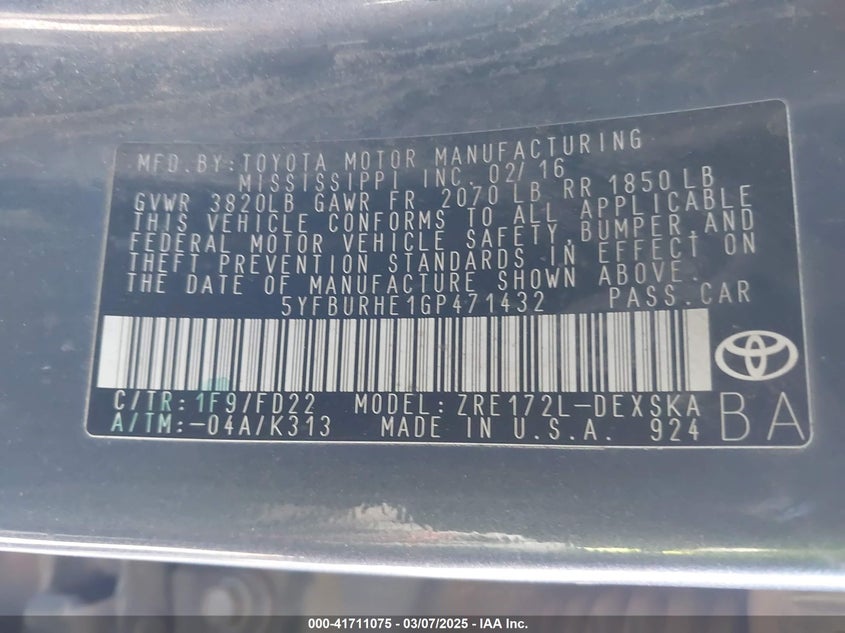 MFD.BY:TOYOTA MOTOR MANUFACTURING
MISSISSIPPI INC. 02/16
GVWR 3820LB GAWR FR 2070 LB RR 1850 LB
THIS VEHICLE CONFORMS TO ALL APPLICABLE
FEDERAL MOTOR VEHICLE SAFETY,BUMPER,AND
THEFT PREVENTION STANDARDS IN EFFECT ON
THE DATE OF MANUFACTURE SHOWN ABOVE.
5YFBURHE1GP471432 PASS.CAR
C/TR:1F9/FD22 MODEL:ZRE172L-DEXSKA
A/TM:-04A/K313 MADE IN U.S.A. 924
BA
000-41711075 | 03/07/2025 | IAA Inc.